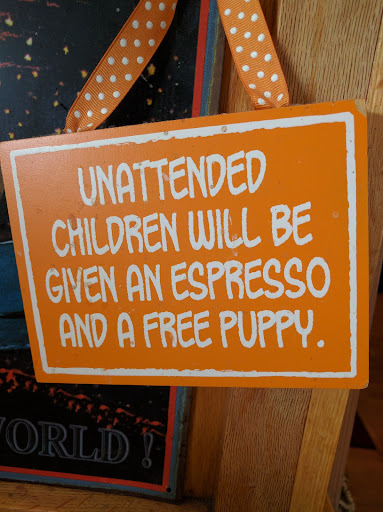 UNATTENDED
CHILDREN WILL BE
GIVEN AN ESPRESSO
AND A FREE PUPPY.
WORLD!